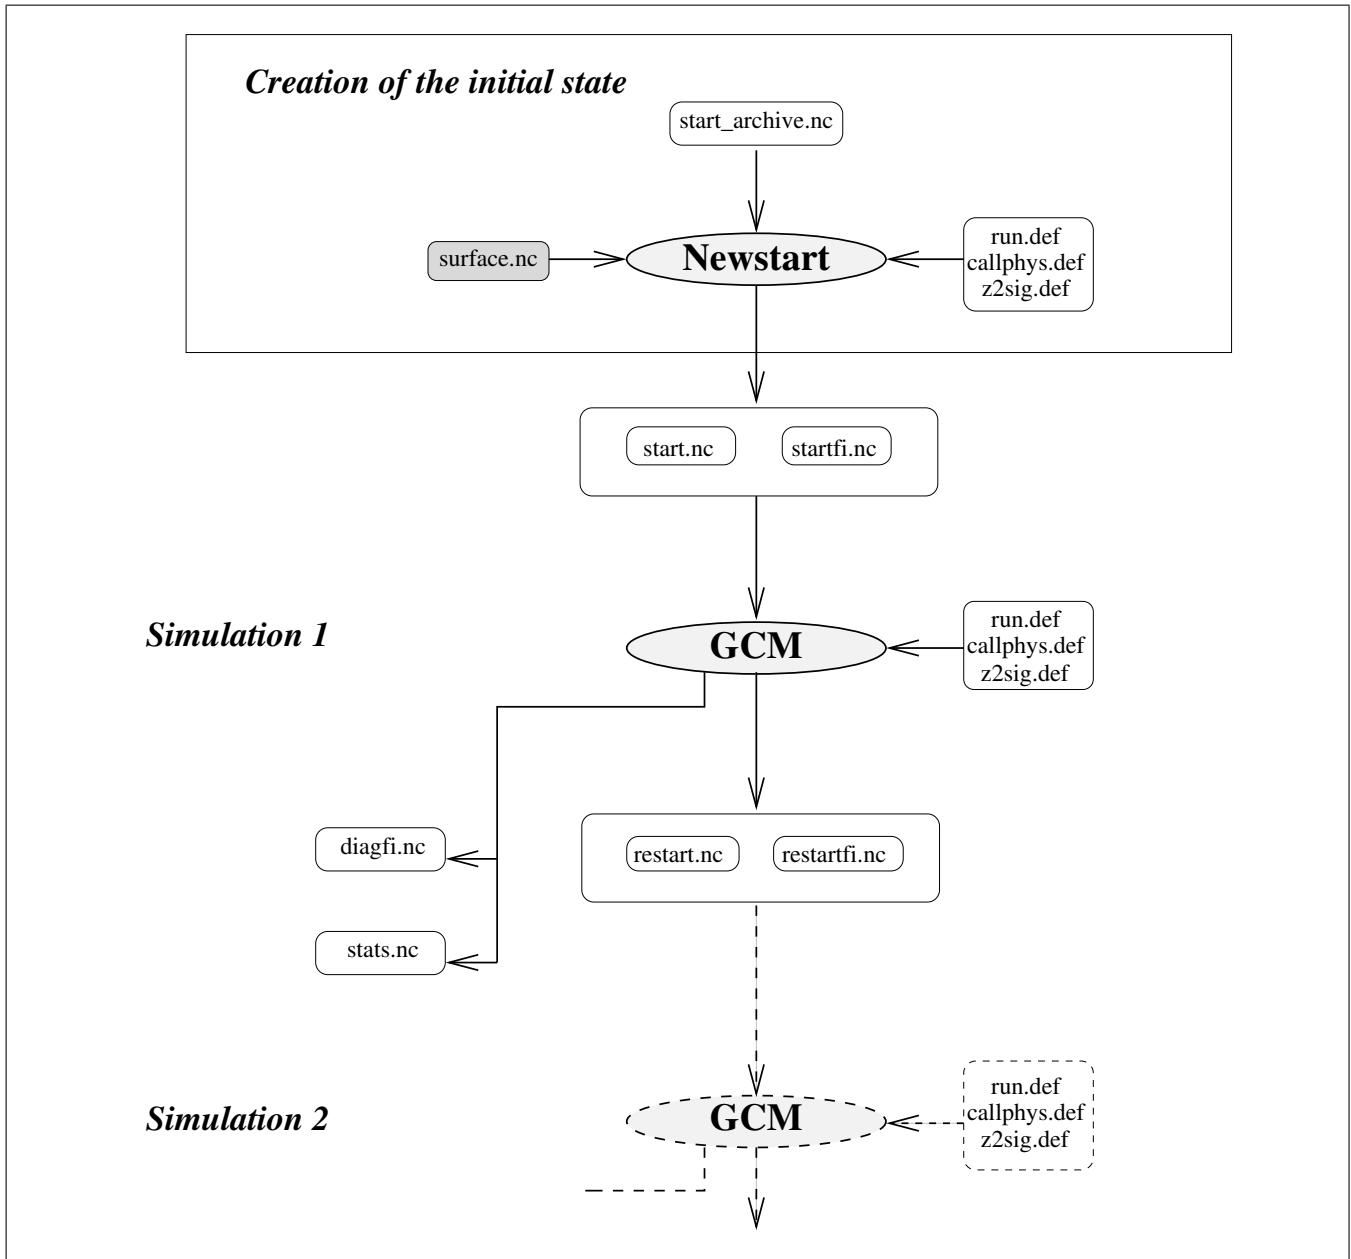 Creation of the initial state
start_archive.nc
surface.nc
Newstart
run.def
callphys.def
z2sig.def
start.nc
startfi.nc
Simulation 1
GCM
run.def
callphys.def
z2sig.def
diagfi.nc
restart.nc
restartfi.nc
stats.nc
Simulation 2
GCM
run.def
callphys.def
z2sig.def